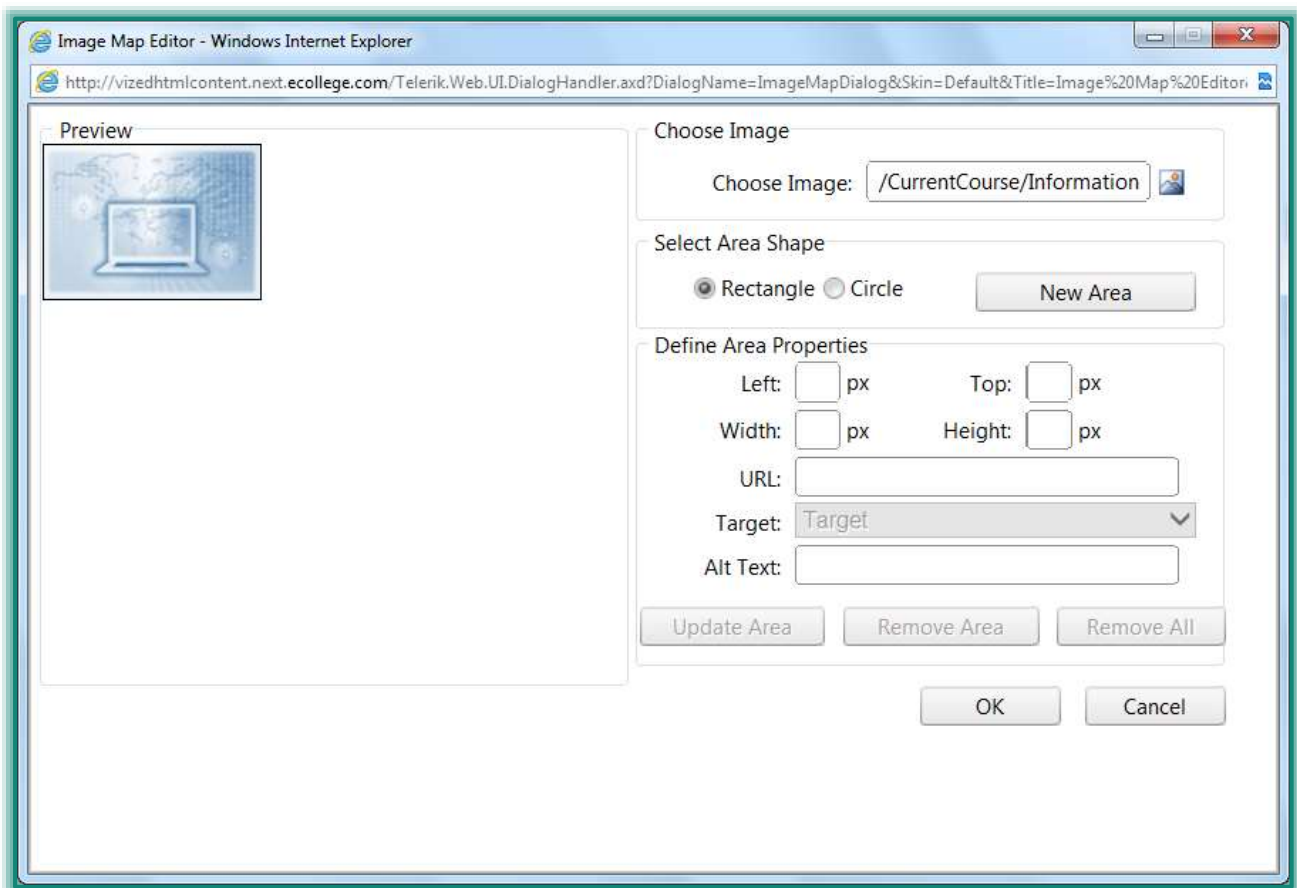 Image Map Editor - Windows Internet Explorer
http://vizedhtmlcontent.next.ecollege.com/Telerik.Web.UI.DialogHandler.axd?DialogName=ImageMapDialog&Skin=Default&Title=Image%20Map%20Editor
Preview
Choose Image
Choose Image: /CurrentCourse/Information
Select Area Shape
Rectangle Circle New Area
Define Area Properties
Left: px Top: px
Width: px Height: px
URL:
Target: Target
Alt Text:
Update Area Remove Area Remove All
OK Cancel